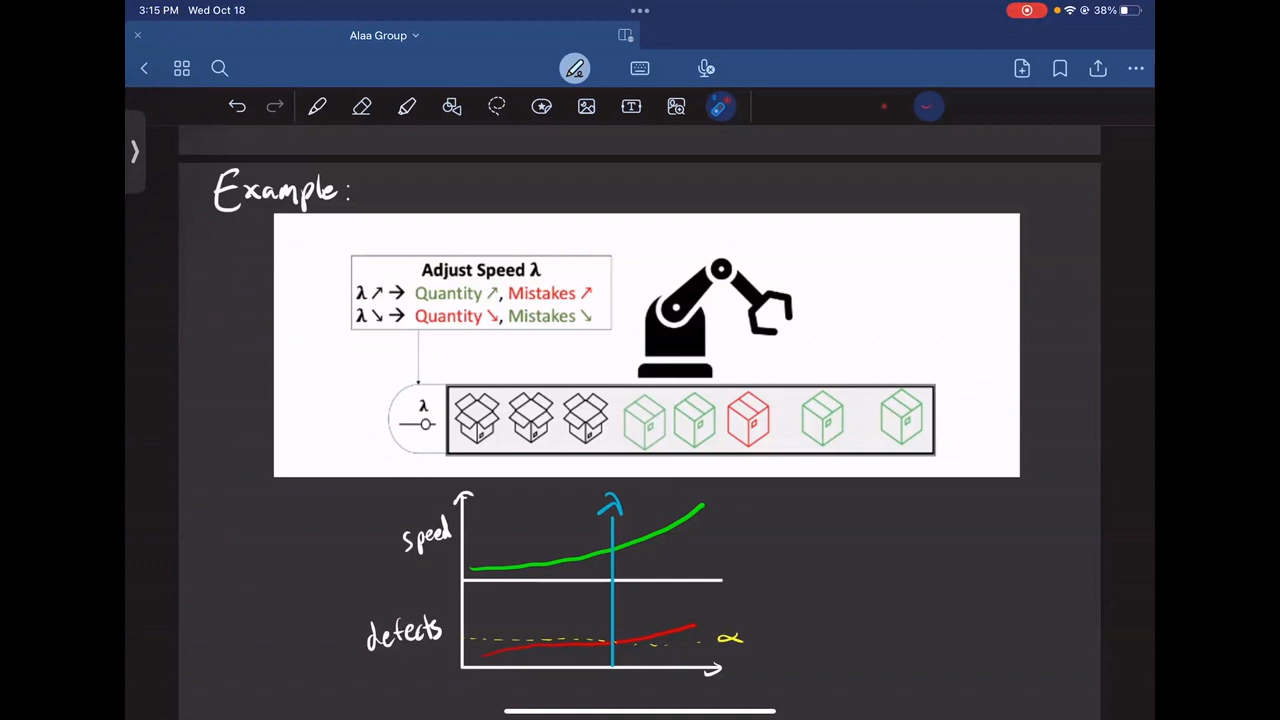 3:15 PM Wed Oct 18
38%
Alaa Group
Example:
Adjust Speed λ
λ ↗ → Quantity ↗, Mistakes ↗
λ ↘ → Quantity ↘, Mistakes ↘
λ
λ
speed
defects
α